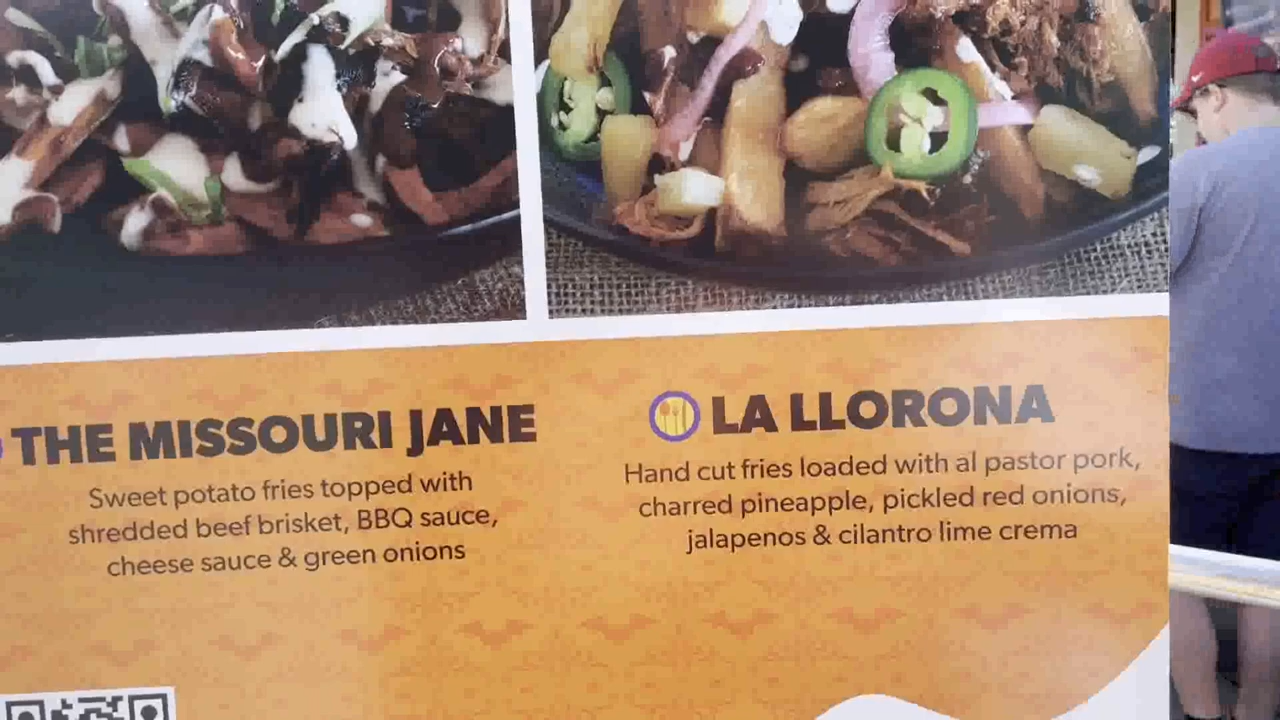 THE MISSOURI JANE
Sweet potato fries topped with
shredded beef brisket, BBQ sauce,
cheese sauce & green onions
LA LLORONA
Hand cut fries loaded with al pastor pork,
charred pineapple, pickled red onions,
jalapenos & cilantro lime crema